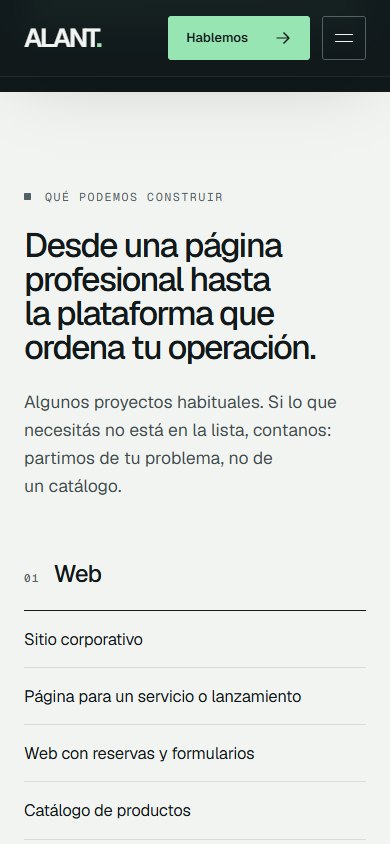 ALANT.
Hablemos
QUÉ PODEMOS CONSTRUIR
Desde una página
profesional hasta
la plataforma que
ordena tu operación.
Algunos proyectos habituales. Si lo que
necesitás no está en la lista, contanos:
partimos de tu problema, no de
un catálogo.
01 Web
Sitio corporativo
Página para un servicio o lanzamiento
Web con reservas y formularios
Catálogo de productos